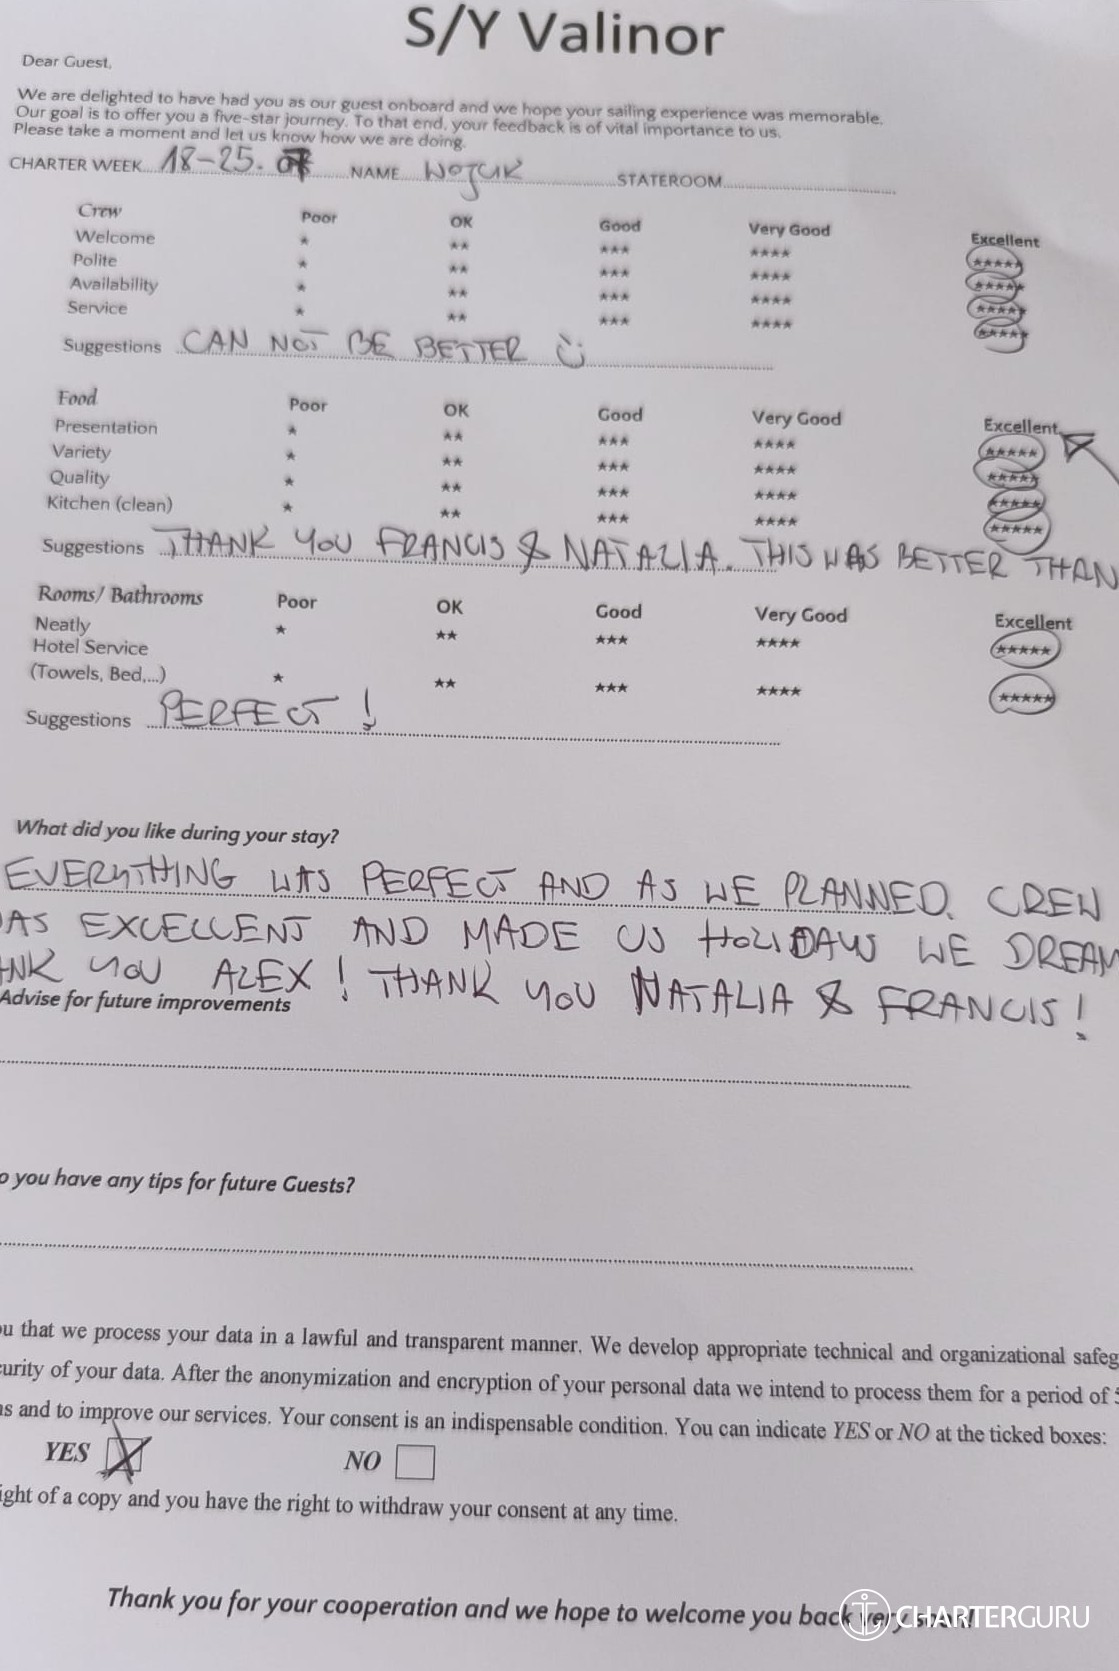 S/Y Valinor
Dear Guest,
We are delighted to have had you as our guest onboard and we hope your sailing experience was memorable.
Our goal is to offer you a five-star journey. To that end, your feedback is of vital importance to us.
Please take a moment and let us know how we are doing.
CHARTER WEEK 18-25. 07 NAME STATEROOM
Crew Poor OK Good Very Good Excellent
Welcome * ** *** **** *****
Polite * ** *** **** *****
Availability * ** *** **** *****
Service * ** *** **** *****
Suggestions CAN NOT BE BETTER
Food Poor OK Good Very Good Excellent
Presentation * ** *** **** *****
Variety * ** *** **** *****
Quality * ** *** **** *****
Kitchen (clean) * ** *** **** *****
Suggestions THANK YOU FRANCIS & NATALIA. THIS WAS BETTER THAN
Rooms/ Bathrooms Poor OK Good Very Good Excellent
Neatly * ** *** **** *****
Hotel Service
(Towels, Bed,...) * ** *** **** *****
Suggestions PERFECT !
What did you like during your stay?
EVERYTHING WAS PERFECT AND AS WE PLANNED. CREW
AS EXCELLENT AND MADE US HOLIDAYS WE DREAM
ANK YOU ALEX! THANK YOU NATALIA & FRANCIS!
Advise for future improvements
o you have any tips for future Guests?
ou that we process your data in a lawful and transparent manner. We develop appropriate technical and organizational safeg
curity of your data. After the anonymization and encryption of your personal data we intend to process them for a period of 5
ns and to improve our services. Your consent is an indispensable condition. You can indicate YES or NO at the ticked boxes:
YES X NO
ight of a copy and you have the right to withdraw your consent at any time.
Thank you for your cooperation and we hope to welcome you back very soon!
CHARTERGURU